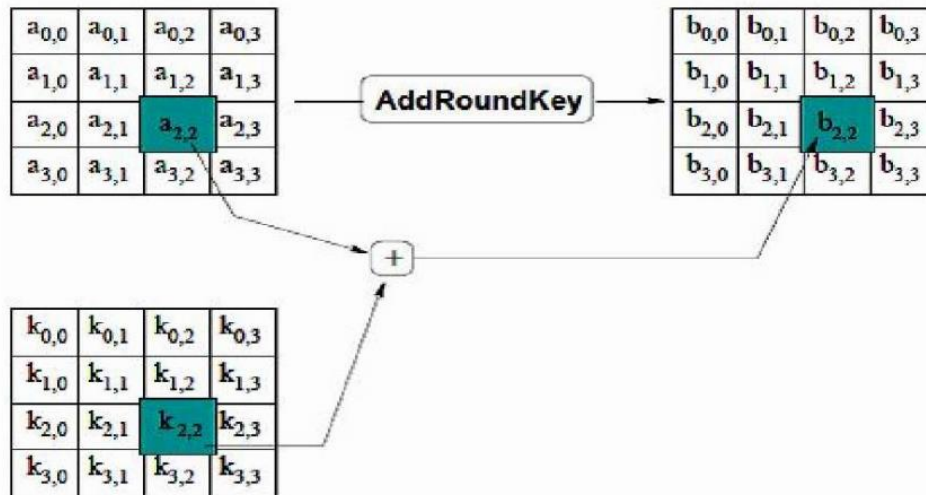 a0,0 a0,1 a0,2 a0,3
a1,0 a1,1 a1,2 a1,3
a2,0 a2,1 a2,2 a2,3
a3,0 a3,1 a3,2 a3,3
AddRoundKey
b0,0 b0,1 b0,2 b0,3
b1,0 b1,1 b1,2 b1,3
b2,0 b2,1 b2,2 b2,3
b3,0 b3,1 b3,2 b3,3
+
k0,0 k0,1 k0,2 k0,3
k1,0 k1,1 k1,2 k1,3
k2,0 k2,1 k2,2 k2,3
k3,0 k3,1 k3,2 k3,3